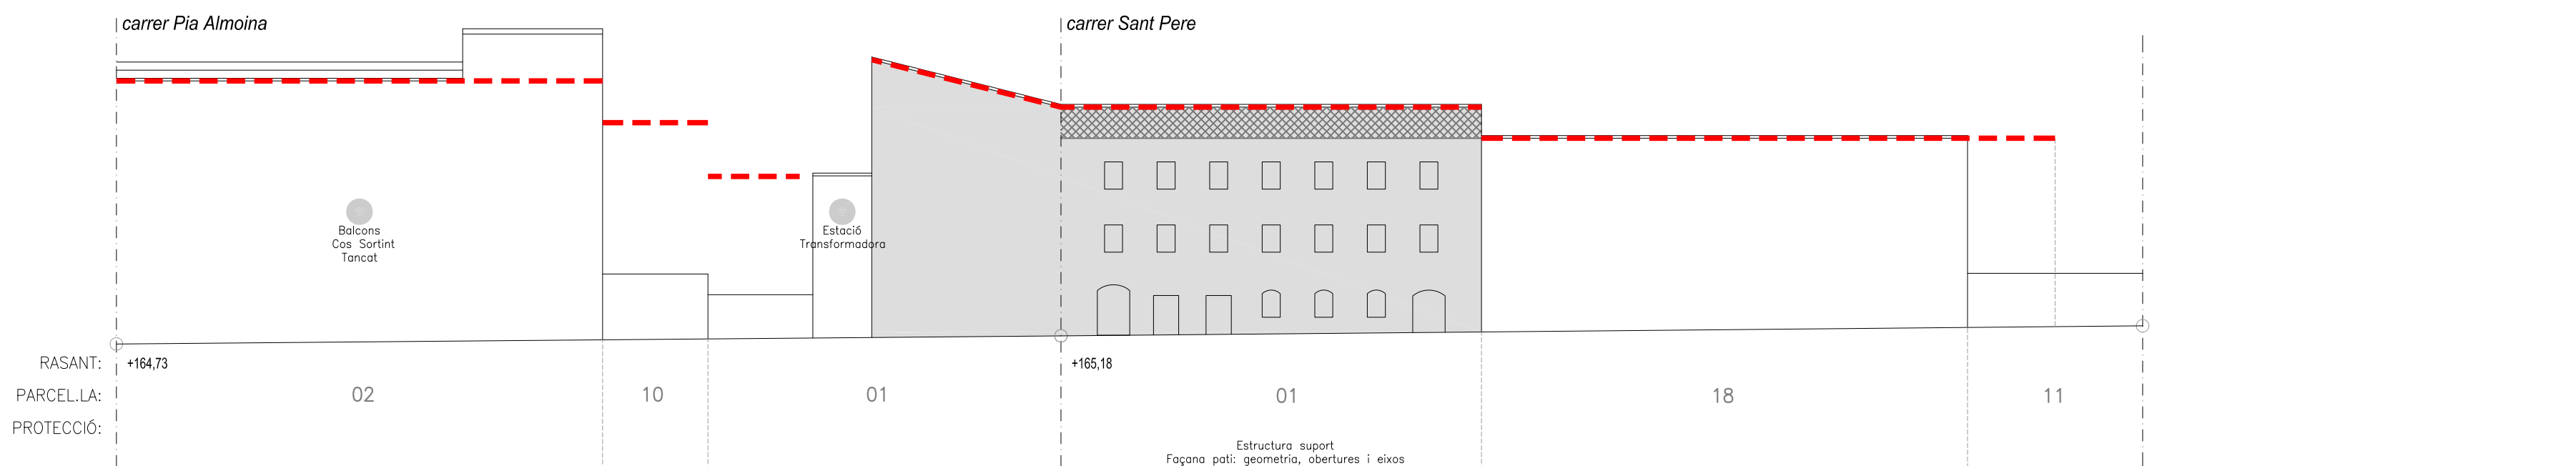 carrer Pia Almoina
carrer Sant Pere
Balcons
Cos Sortint
Tancat
Estació
Transformadora
RASANT:
+164,73
+165,18
PARCEL.LA:
02
10
01
01
18
11
PROTECCIÓ:
Estructura suport
Façana pati: geometria, obertures i eixos